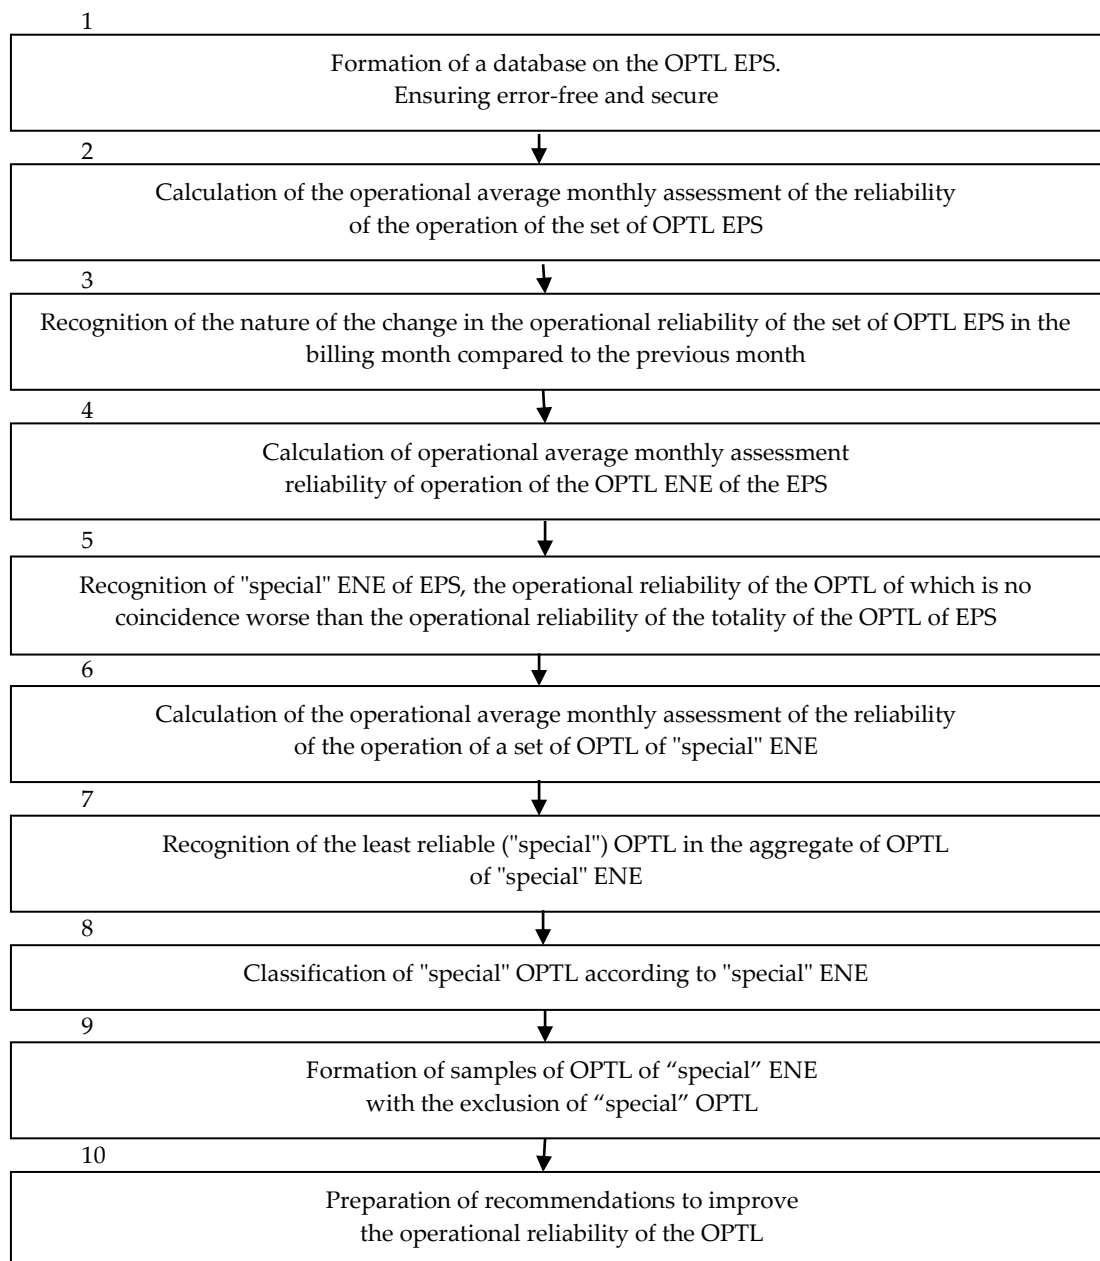 1
Formation of a database on the OPTL EPS.
Ensuring error-free and secure
2
Calculation of the operational average monthly assessment of the reliability
of the operation of the set of OPTL EPS
3
Recognition of the nature of the change in the operational reliability of the set of OPTL EPS in the
billing month compared to the previous month
4
Calculation of operational average monthly assessment
reliability of operation of the OPTL ENE of the EPS
5
Recognition of "special" ENE of EPS, the operational reliability of the OPTL of which is no
coincidence worse than the operational reliability of the totality of the OPTL of EPS
6
Calculation of the operational average monthly assessment of the reliability
of the operation of a set of OPTL of "special" ENE
7
Recognition of the least reliable ("special") OPTL in the aggregate of OPTL
of "special" ENE
8
Classification of "special" OPTL according to "special" ENE
9
Formation of samples of OPTL of “special” ENE
with the exclusion of “special” OPTL
10
Preparation of recommendations to improve
the operational reliability of the OPTL